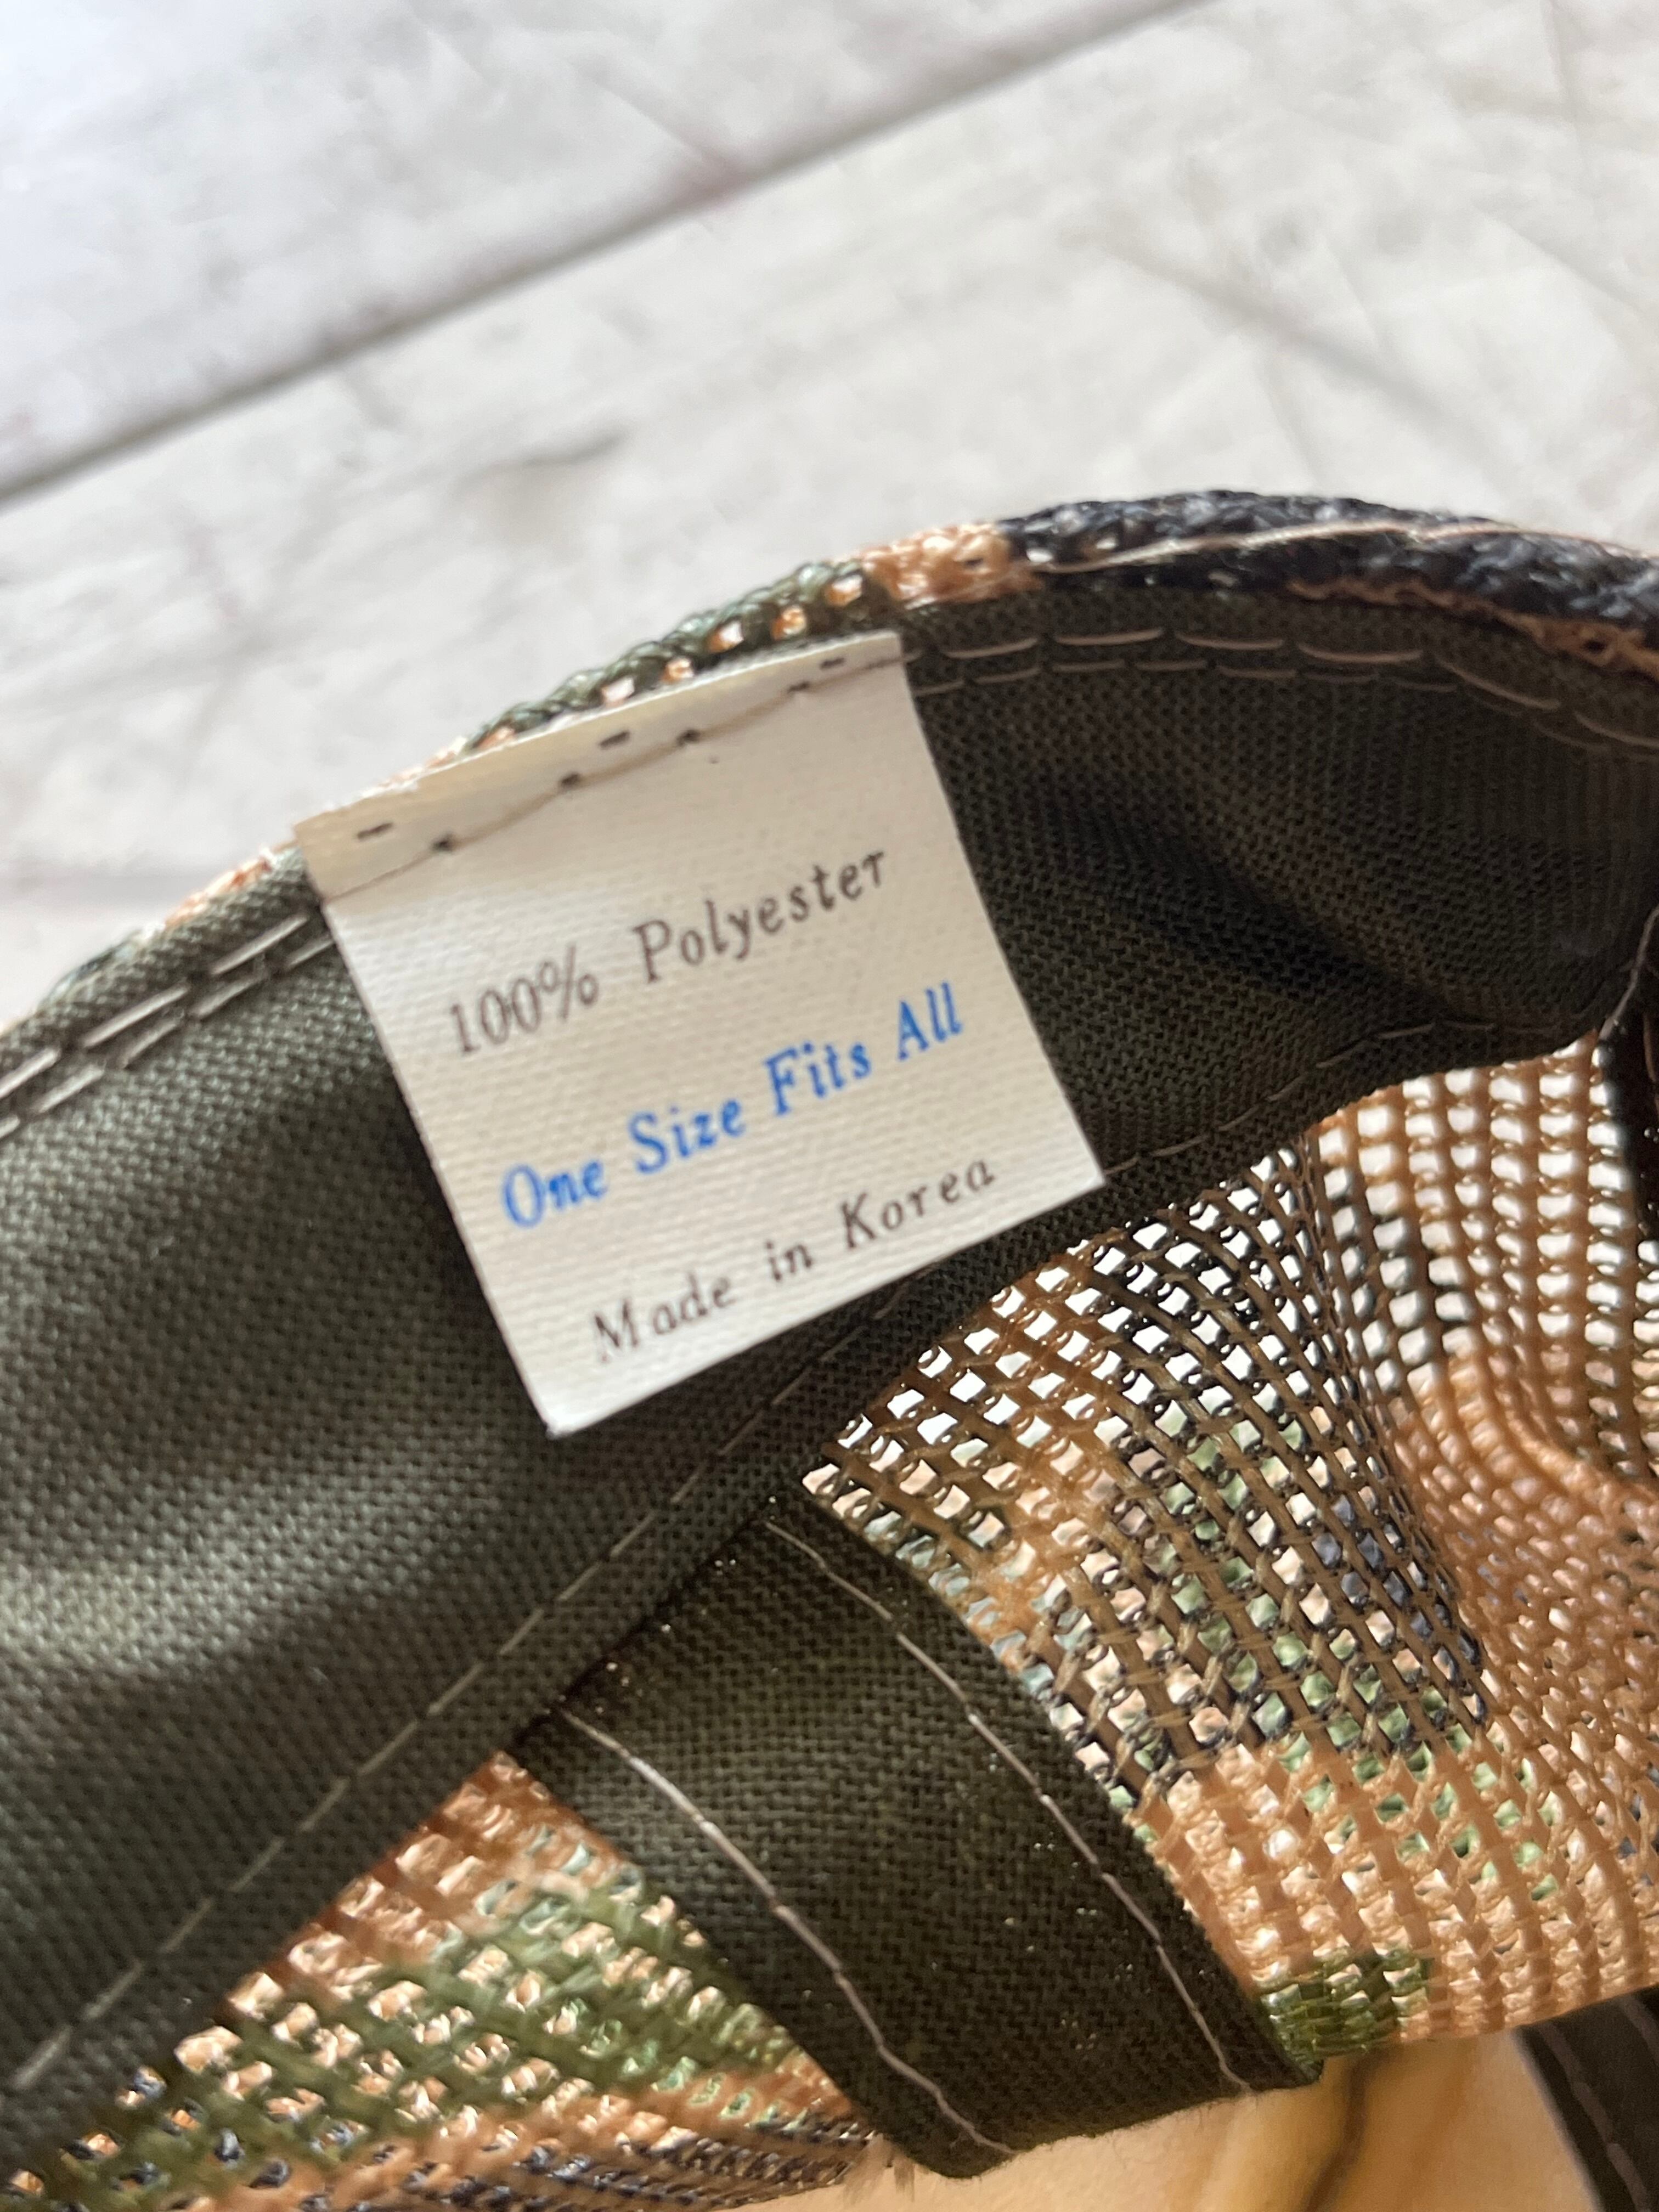 100% Polyester
One Size Fits All
Made in Korea